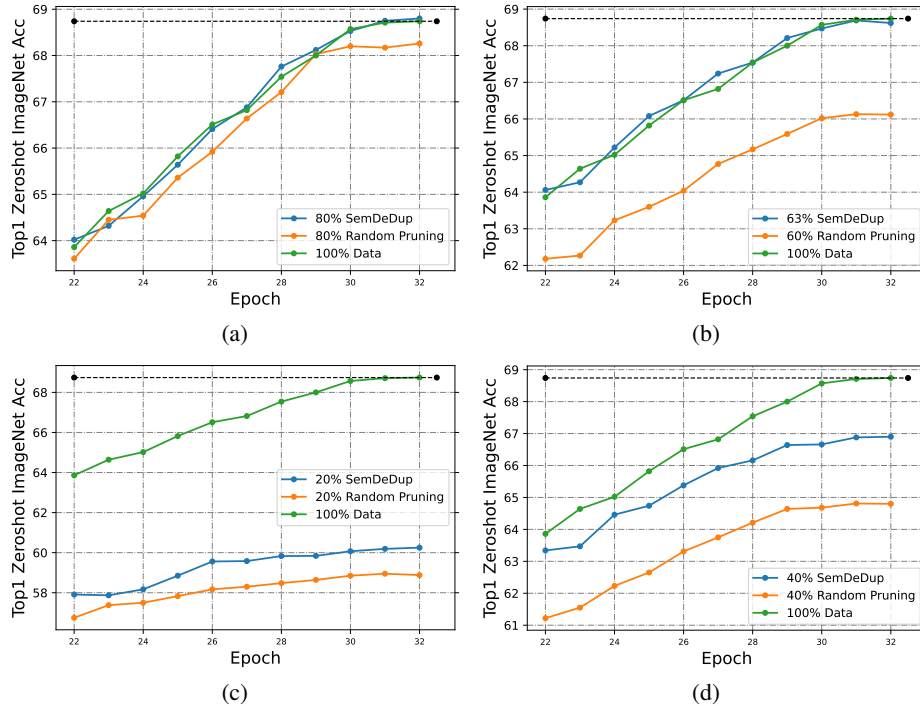 69
68
67
66
65
64
Top1 Zeroshot ImageNet Acc
80% SemDeDup
80% Random Pruning
100% Data
22 24 26 28 30 32
Epoch
(a)
69
68
67
66
65
64
63
62
Top1 Zeroshot ImageNet Acc
63% SemDeDup
60% Random Pruning
100% Data
22 24 26 28 30 32
Epoch
(b)
68
66
64
62
60
58
Top1 Zeroshot ImageNet Acc
20% SemDeDup
20% Random Pruning
100% Data
22 24 26 28 30 32
Epoch
(c)
69
68
67
66
65
64
63
62
61
Top1 Zeroshot ImageNet Acc
40% SemDeDup
40% Random Pruning
100% Data
22 24 26 28 30 32
Epoch
(d)